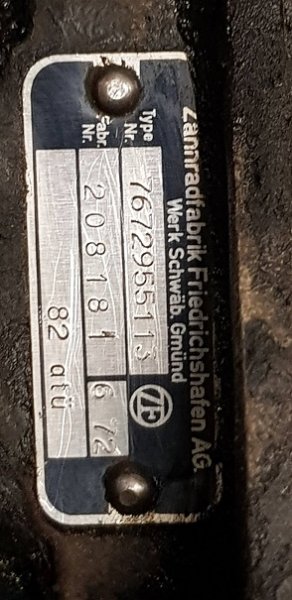 Zahnradfabrik Friedrichshafen AG.
Werk Schwäb. Gmünd
Type Nr. 7672955113
Fabr. Nr. 208181 6 72
82 atü
ZF